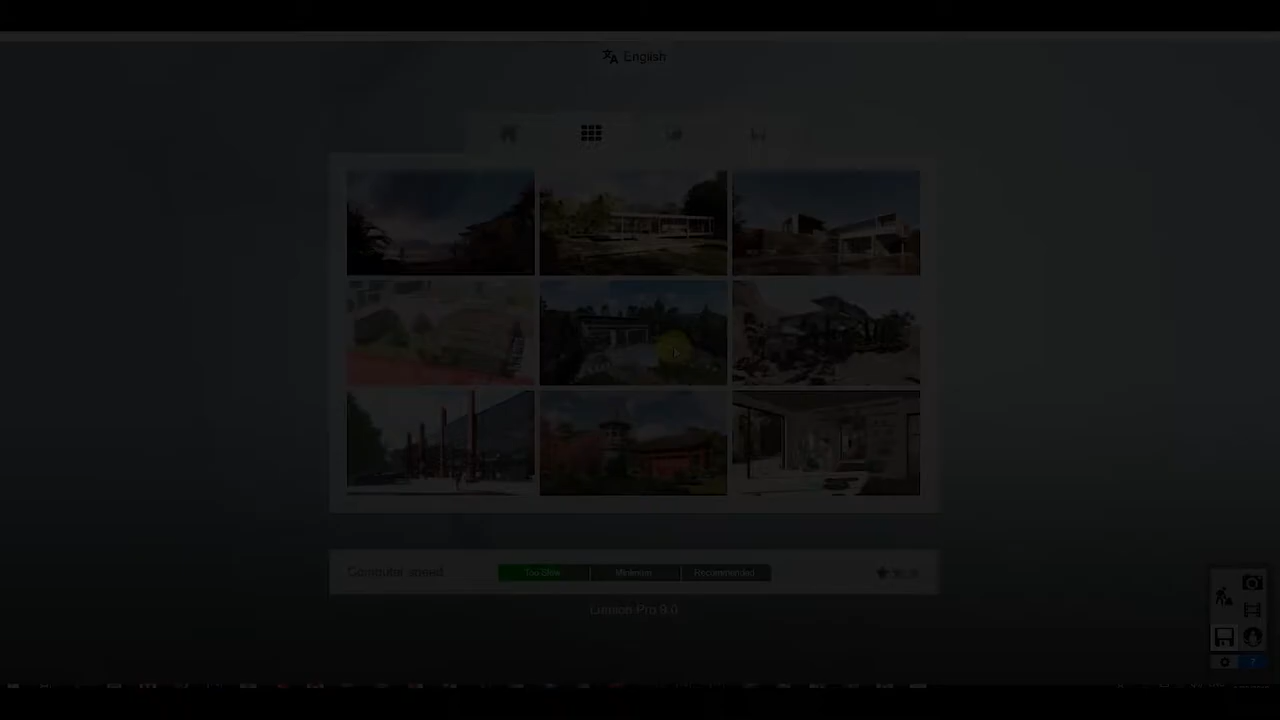 English
Computer speed
Too Slow
Minimum
Recommended
Lumion Pro 9.0
?